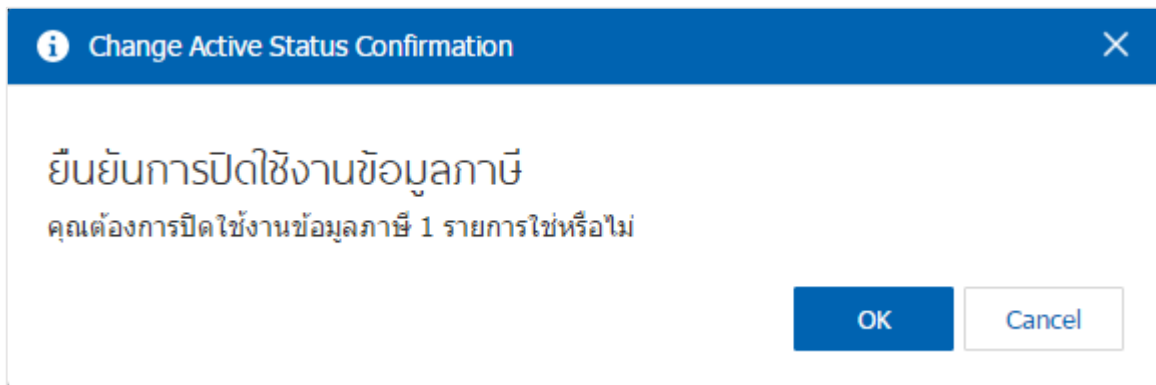 Change Active Status Confirmation
ยืนยันการปิดใช้งานข้อมูลภาษี
คุณต้องการปิดใช้งานข้อมูลภาษี 1 รายการใช่หรือไม่
OK
Cancel